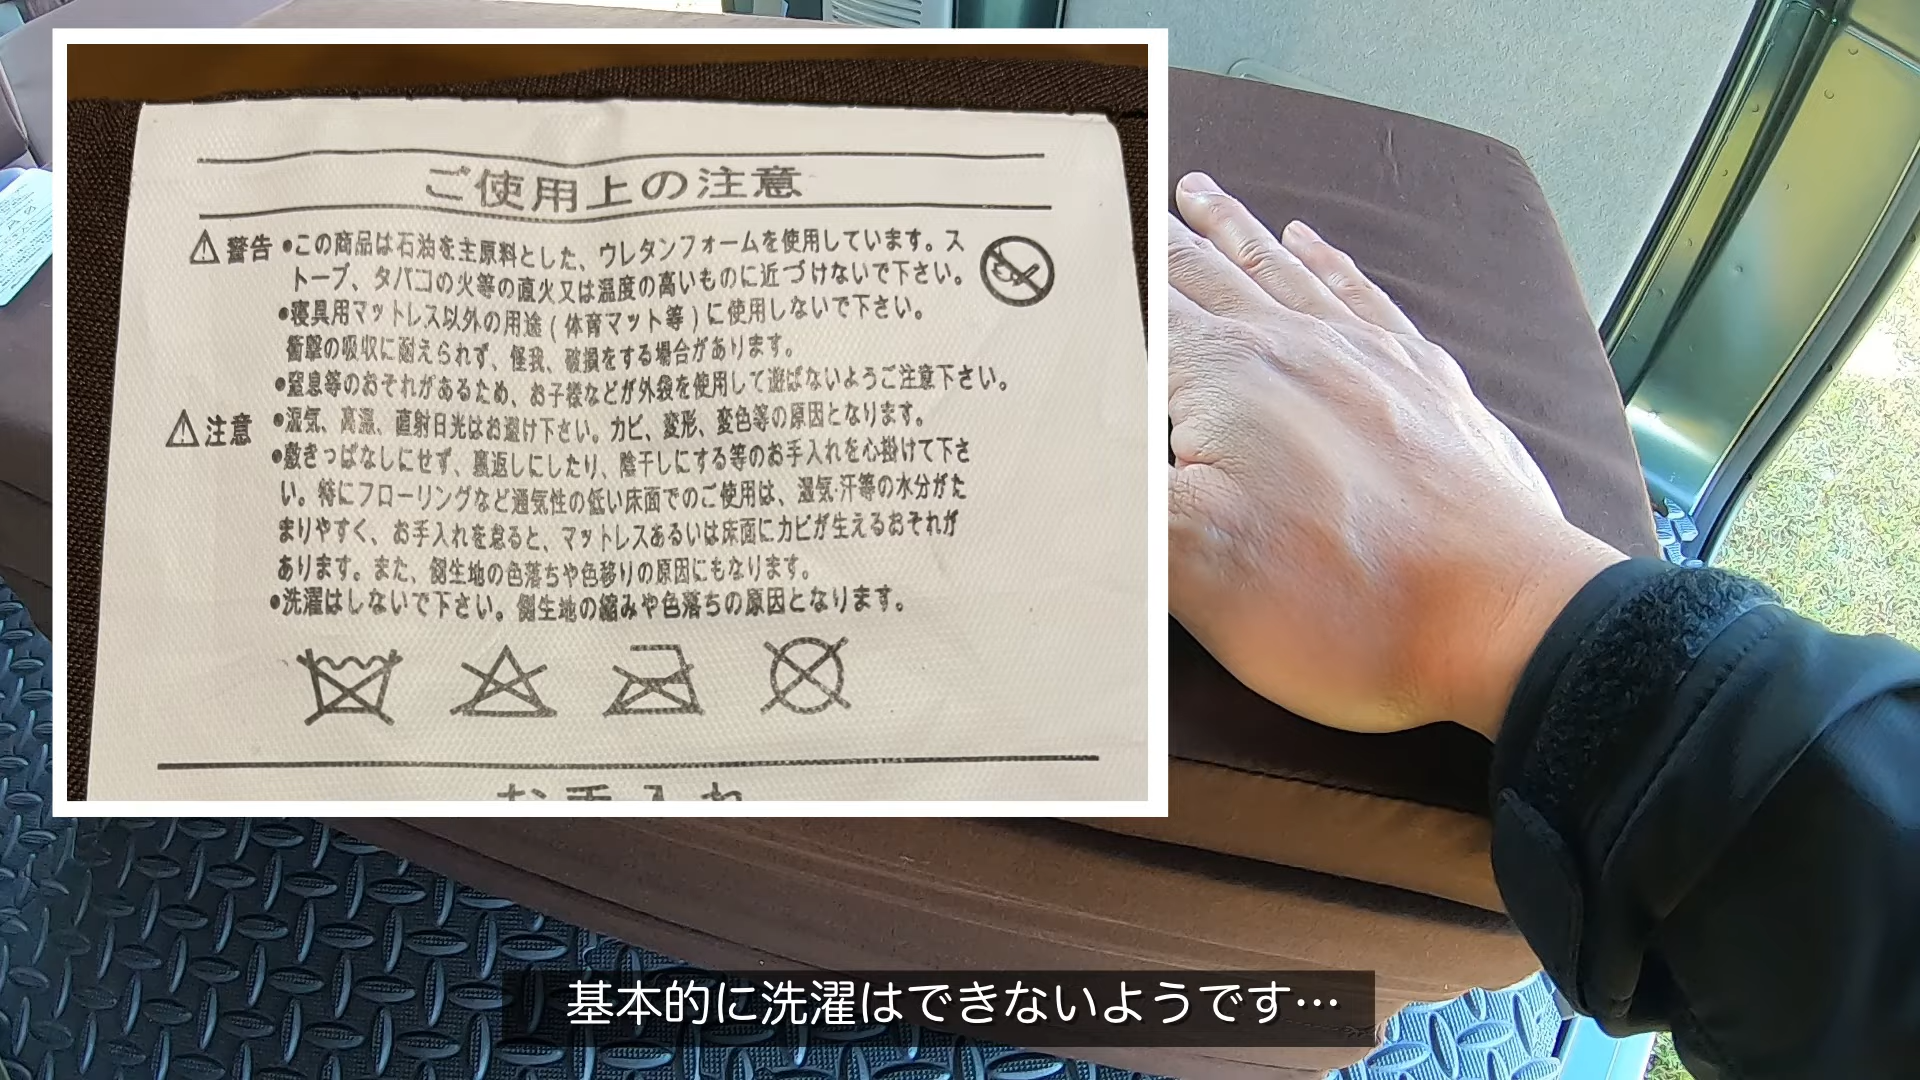 ご使用上の注意
警告 ●この商品は石油を主原料とした、ウレタンフォームを使用しています。ス
トーブ、タバコの火等の直火又は温度の高いものに近づけないで下さい。
●寝具用マットレス以外の用途(体育マット等)に使用しないで下さい。
衝撃の吸収に耐えられず、怪我、破損をする場合があります。
●窒息等のおそれがあるため、お子様などが外袋を使用して遊ばないようご注意下さい。
注意 ●湿気、高温、直射日光はお避け下さい。カビ、変形、変色等の原因となります。
●敷きっぱなしにせず、裏返しにしたり、陰干しにする等のお手入れを心掛けて下さ
い。特にフローリングなど通気性の低い床面でのご使用は、湿気・汗等の水分がた
まりやすく、お手入れを怠ると、マットレスあるいは床面にカビが生えるおそれが
あります。また、側生地の色落ちや色移りの原因にもなります。
●洗濯はしないで下さい。側生地の縮みや色落ちの原因となります。
お手入れ
基本的に洗濯はできないようです…